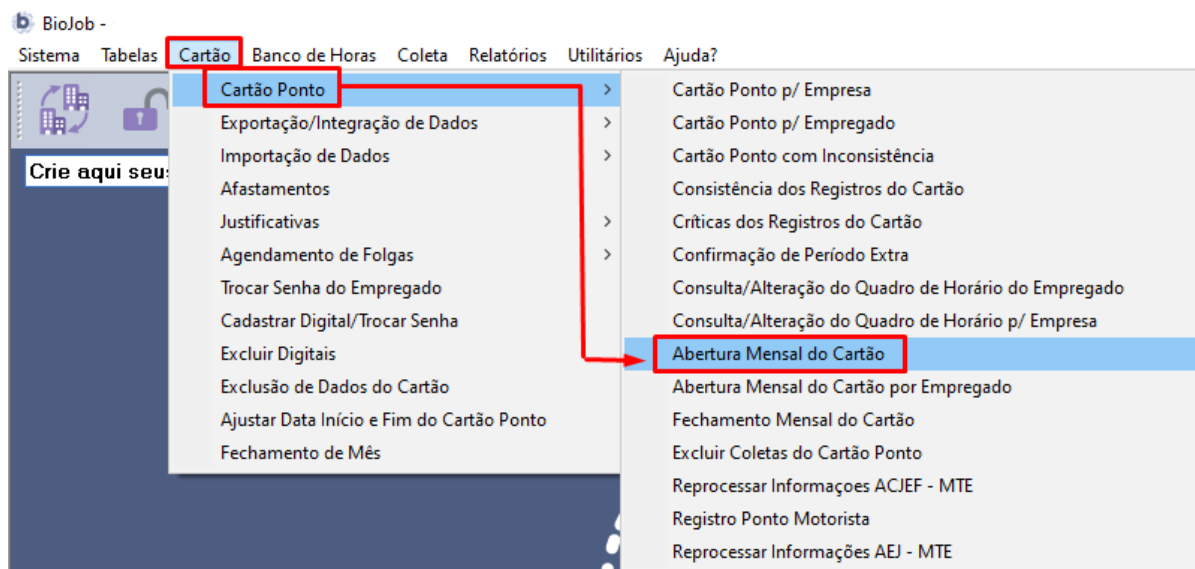 BioJob -
Sistema Tabelas Cartão Banco de Horas Coleta Relatórios Utilitários Ajuda?
Crie aqui seu
Cartão Ponto
Exportação/Integração de Dados
Importação de Dados
Afastamentos
Justificativas
Agendamento de Folgas
Trocar Senha do Empregado
Cadastrar Digital/Trocar Senha
Excluir Digitais
Exclusão de Dados do Cartão
Ajustar Data Início e Fim do Cartão Ponto
Fechamento de Mês
Cartão Ponto p/ Empresa
Cartão Ponto p/ Empregado
Cartão Ponto com Inconsistência
Consistência dos Registros do Cartão
Críticas dos Registros do Cartão
Confirmação de Período Extra
Consulta/Alteração do Quadro de Horário do Empregado
Consulta/Alteração do Quadro de Horário p/ Empresa
Abertura Mensal do Cartão
Abertura Mensal do Cartão por Empregado
Fechamento Mensal do Cartão
Excluir Coletas do Cartão Ponto
Reprocessar Informaçoes ACJEF - MTE
Registro Ponto Motorista
Reprocessar Informações AEJ - MTE